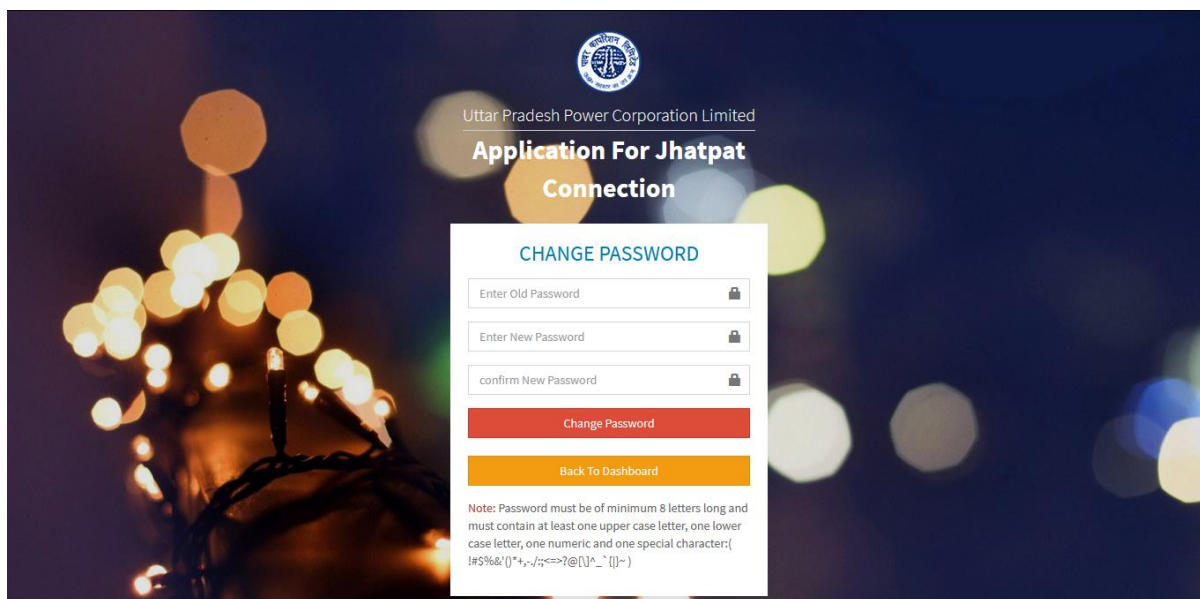 पावर कार्पोरेशन लिमिटेड
Uttar Pradesh Power Corporation Limited
Application For Jhatpat
Connection
CHANGE PASSWORD
Enter Old Password
Enter New Password
confirm New Password
Change Password
Back To Dashboard
Note: Password must be of minimum 8 letters long and
must contain at least one upper case letter, one lower
case letter, one numeric and one special character:(
!#$%&'()*+,-./:;<=>?@[\]^_`{|}~ )